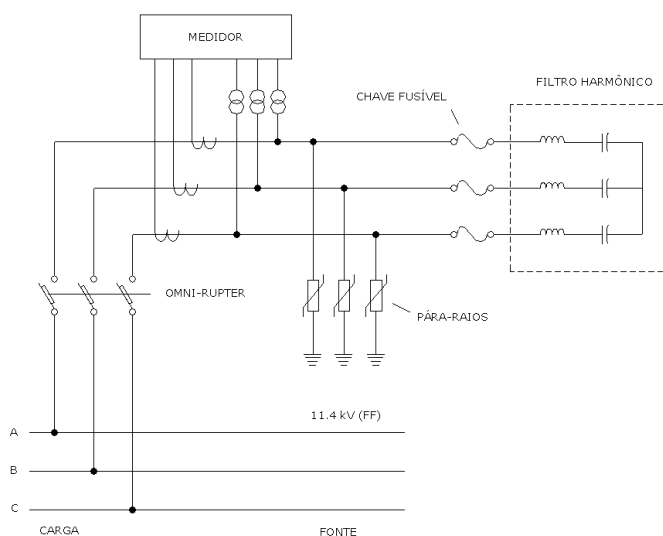 MEDIDOR
FILTRO HARMÔNICO
CHAVE FUSÍVEL
OMNI-RUPTER
PÁRA-RAIOS
11.4 kV (FF)
A
B
C
CARGA
FONTE